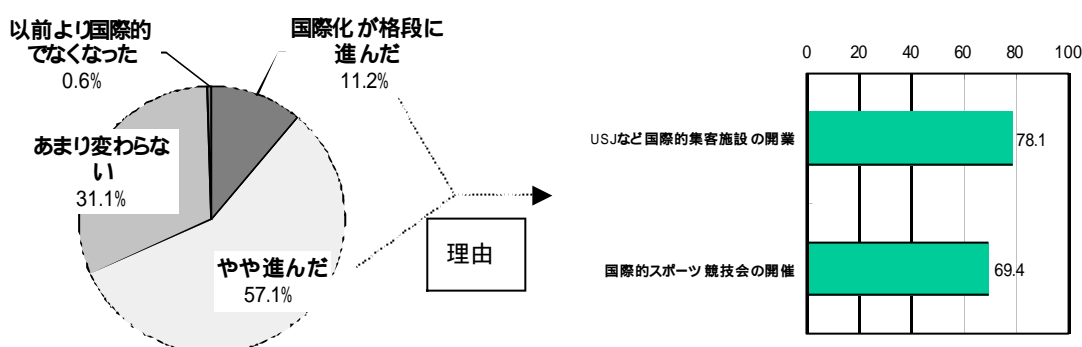 以前より国際的
でなくなった
0.6%
国際化が格段に
進んだ
11.2%
あまり変わらな
い
31.1%
やや進んだ
57.1%
理由
0 20 40 60 80 100
USJなど国際的集客施設の開業
78.1
国際的スポーツ競技会の開催
69.4